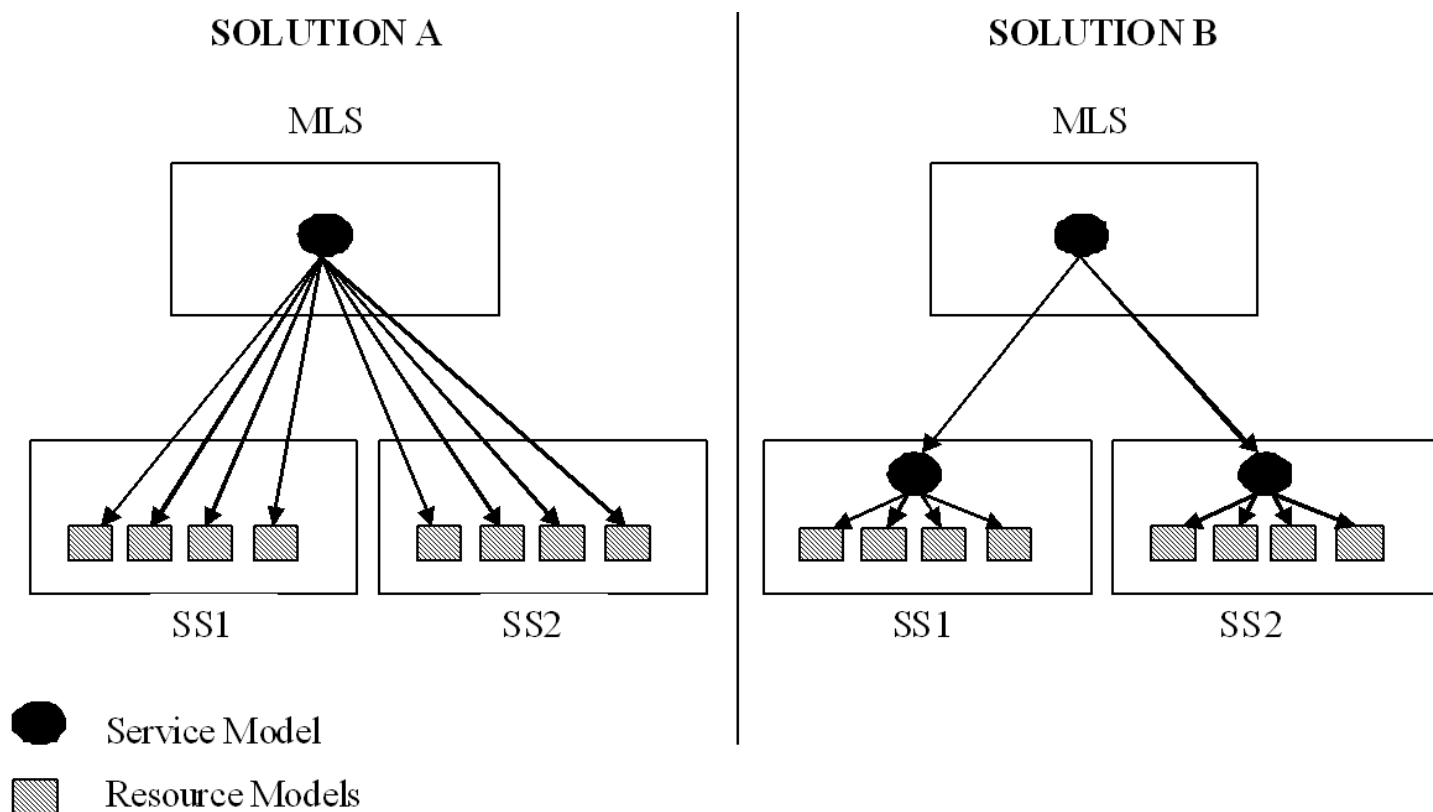 SOLUTION A
MLS
SS1
SS2
SOLUTION B
MLS
SS1
SS2
Service Model
Resource Models